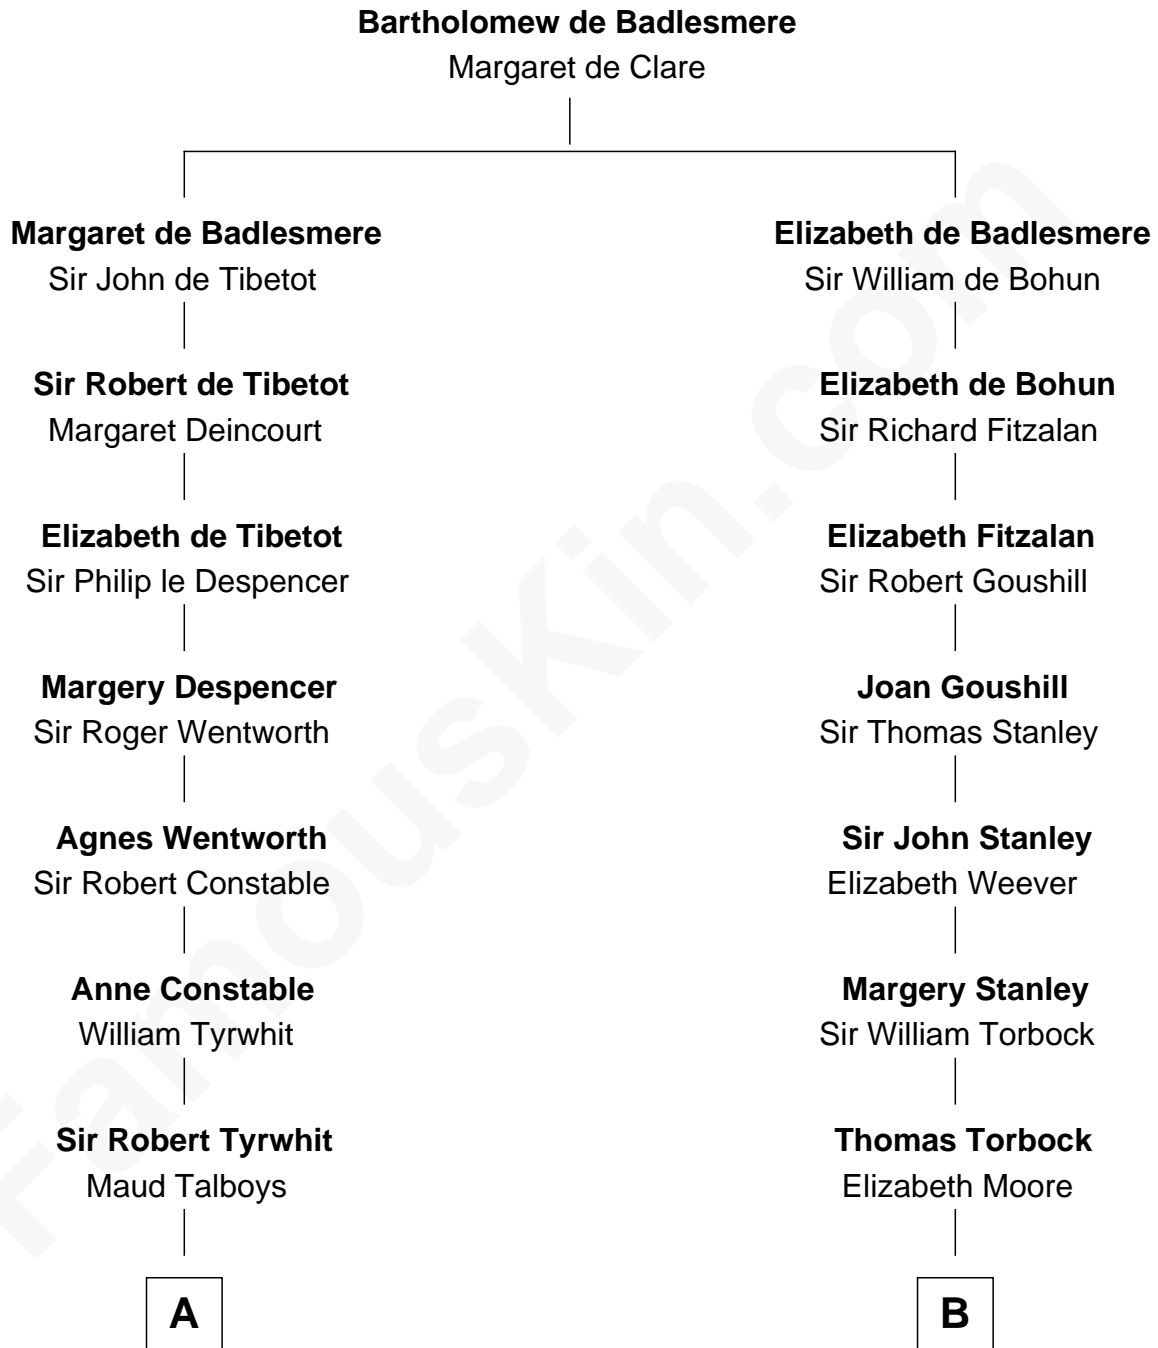 Bartholomew de Badlesmere
Margaret de Clare
Margaret de Badlesmere
Sir John de Tibetot
Elizabeth de Badlesmere
Sir William de Bohun
Sir Robert de Tibetot
Margaret Deincourt
Elizabeth de Bohun
Sir Richard Fitzalan
Elizabeth de Tibetot
Sir Philip le Despencer
Elizabeth Fitzalan
Sir Robert Goushill
Margery Despencer
Sir Roger Wentworth
Joan Goushill
Sir Thomas Stanley
Agnes Wentworth
Sir Robert Constable
Sir John Stanley
Elizabeth Weever
Anne Constable
William Tyrwhit
Margery Stanley
Sir William Torbock
Sir Robert Tyrwhit
Maud Talboys
Thomas Torbock
Elizabeth Moore
A
B
FamousKin.com